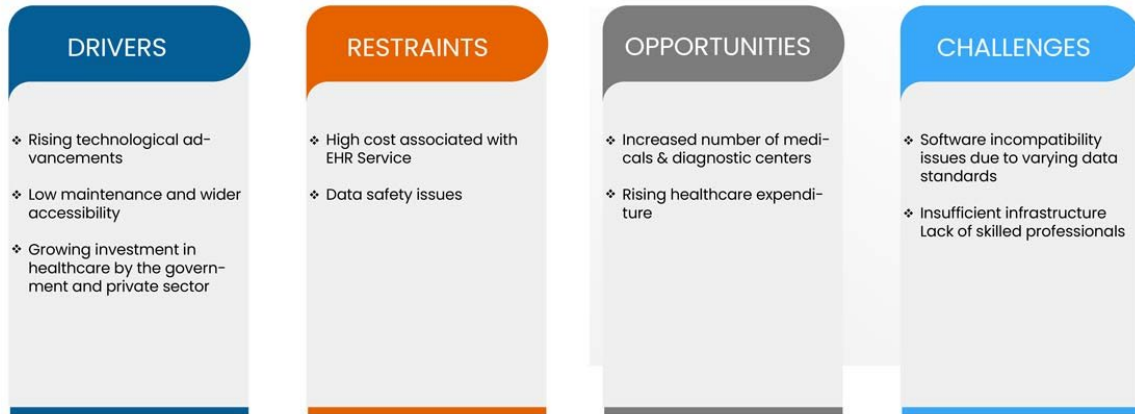 DRIVERS
❖ Rising technological ad-
vancements
❖ Low maintenance and wider
accessibility
❖ Growing investment in
healthcare by the govern-
ment and private sector
RESTRAINTS
❖ High cost associated with
EHR Service
❖ Data safety issues
OPPORTUNITIES
❖ Increased number of medi-
cals & diagnostic centers
❖ Rising healthcare expendi-
ture
CHALLENGES
❖ Software incompatibility
issues due to varying data
standards
❖ Insufficient infrastructure
Lack of skilled professionals